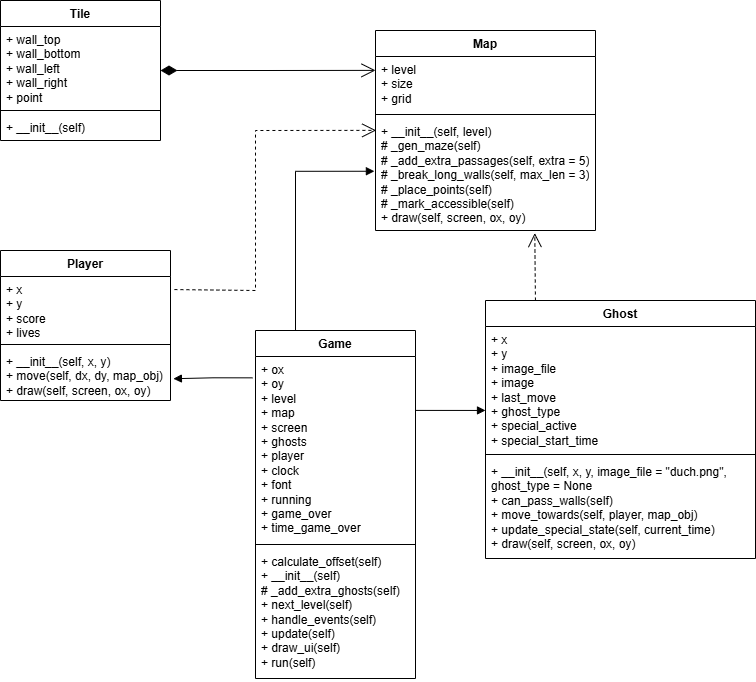 Tile
+ wall_top
+ wall_bottom
+ wall_left
+ wall_right
+ point
+ __init__(self)
Map
+ level
+ size
+ grid
+ __init__(self, level)
# _gen_maze(self)
# _add_extra_passages(self, extra = 5)
# _break_long_walls(self, max_len = 3)
# _place_points(self)
# _mark_accessible(self)
+ draw(self, screen, ox, oy)
Player
+ x
+ y
+ score
+ lives
+ __init__(self, x, y)
+ move(self, dx, dy, map_obj)
+ draw(self, screen, ox, oy)
Game
+ ox
+ oy
+ level
+ map
+ screen
+ ghosts
+ player
+ clock
+ font
+ running
+ game_over
+ time_game_over
+ calculate_offset(self)
+ __init__(self)
# _add_extra_ghosts(self)
+ next_level(self)
+ handle_events(self)
+ update(self)
+ draw_ui(self)
+ run(self)
Ghost
+ x
+ y
+ image_file
+ image
+ last_move
+ ghost_type
+ special_active
+ special_start_time
+ __init__(self, x, y, image_file = "duch.png",
ghost_type = None
+ can_pass_walls(self)
+ move_towards(self, player, map_obj)
+ update_special_state(self, current_time)
+ draw(self, screen, ox, oy)